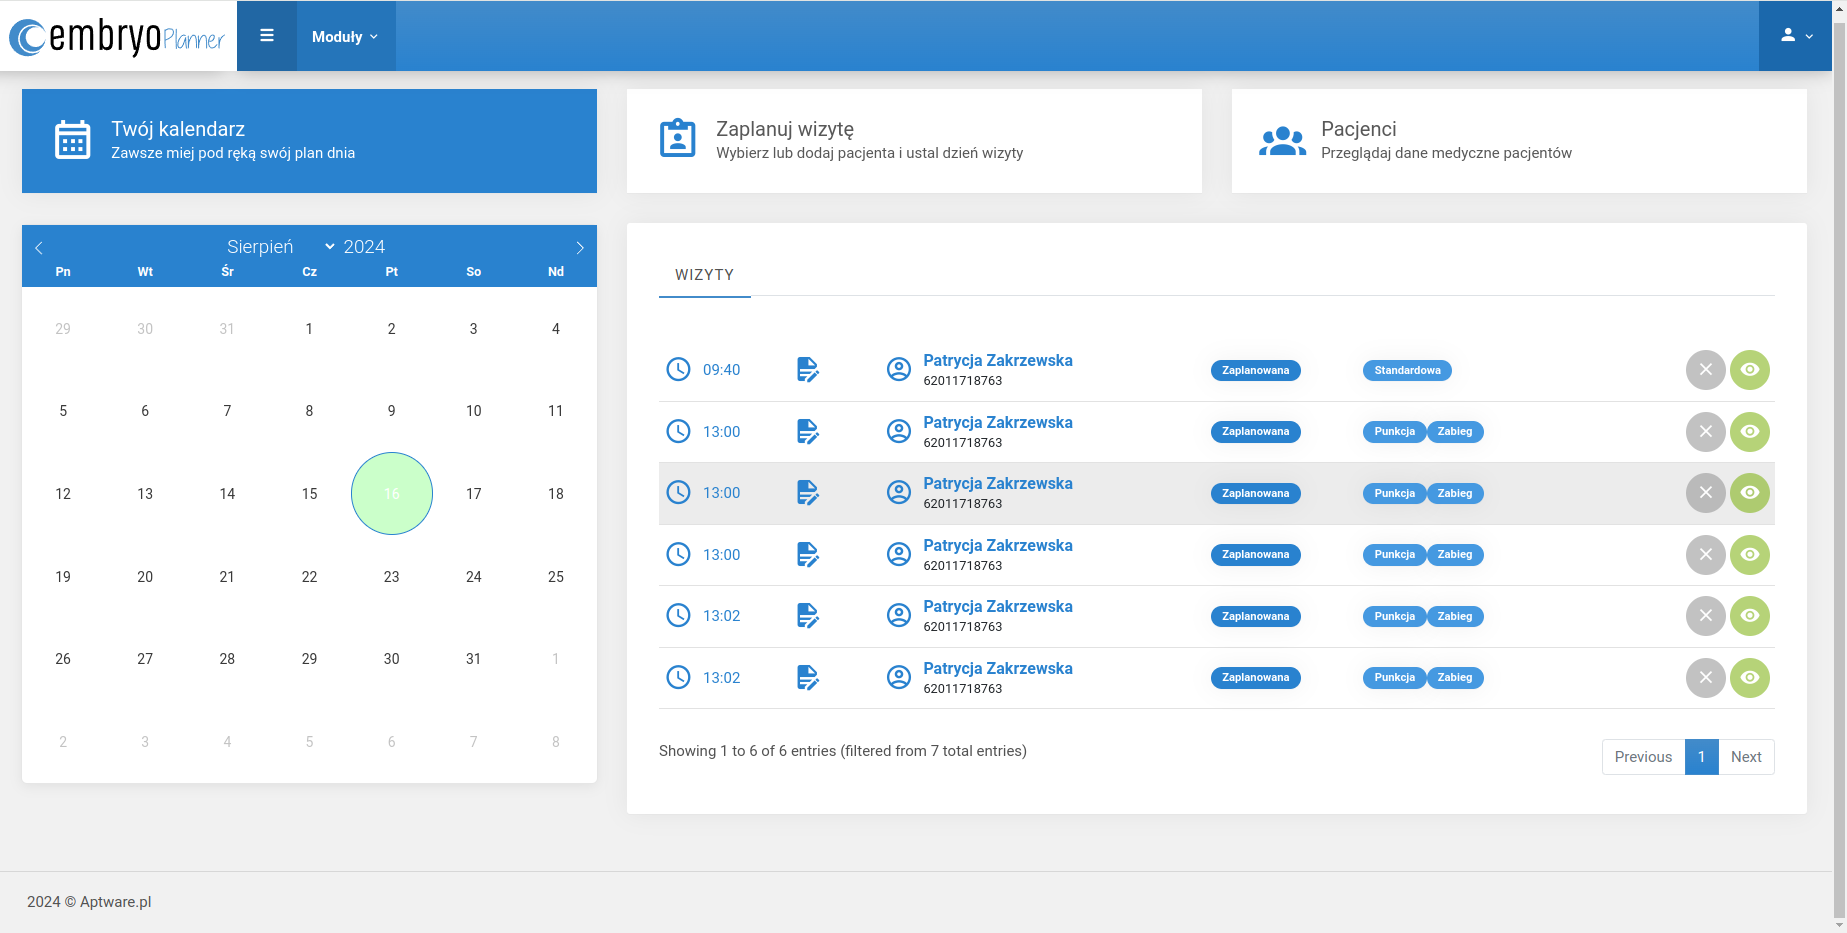 embryoPlanner
Moduły
Twój kalendarz
Zawsze miej pod ręką swój plan dnia
Zaplanuj wizytę
Wybierz lub dodaj pacjenta i ustal dzień wizyty
Pacjenci
Przeglądaj dane medyczne pacjentów
Sierpień 2024
Pn Wt Śr Cz Pt So Nd
29 30 31 1 2 3 4
5 6 7 8 9 10 11
12 13 14 15 16 17 18
19 20 21 22 23 24 25
26 27 28 29 30 31 1
2 3 4 5 6 7 8
WIZYTY
09:40 Patrycja Zakrzewska Zaplanowana Standardowa
62011718763
13:00 Patrycja Zakrzewska Zaplanowana Punkcja Zabieg
62011718763
13:00 Patrycja Zakrzewska Zaplanowana Punkcja Zabieg
62011718763
13:00 Patrycja Zakrzewska Zaplanowana Punkcja Zabieg
62011718763
13:02 Patrycja Zakrzewska Zaplanowana Punkcja Zabieg
62011718763
13:02 Patrycja Zakrzewska Zaplanowana Punkcja Zabieg
62011718763
Showing 1 to 6 of 6 entries (filtered from 7 total entries)
Previous 1 Next
2024 © Aptware.pl